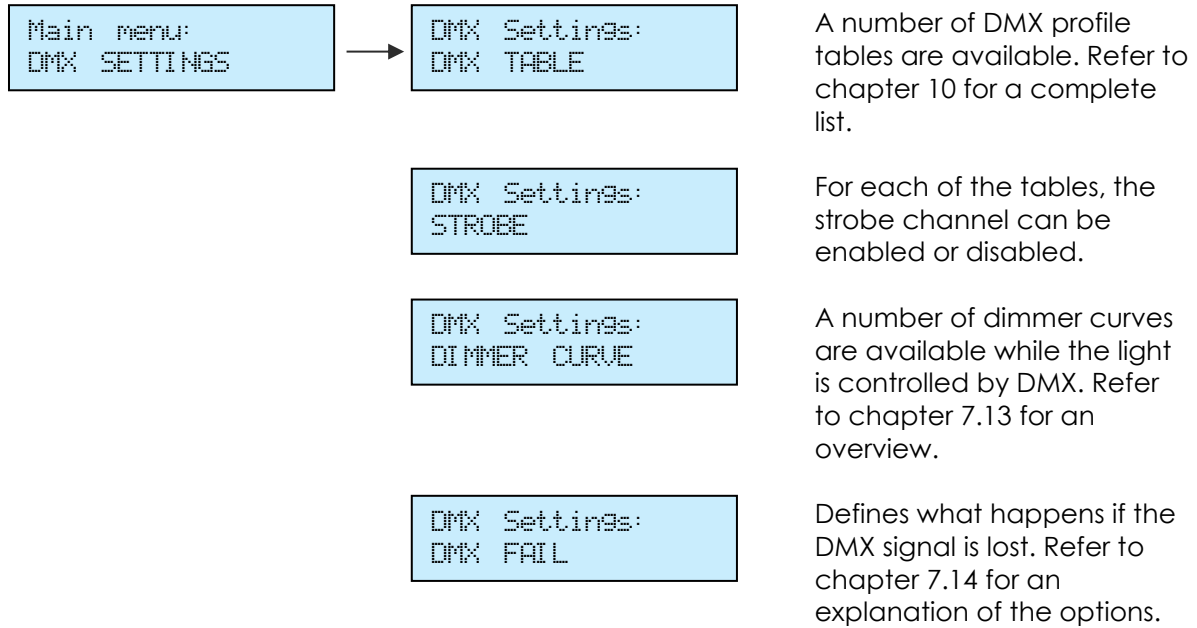 Main menu:
DMX SETTINGS
DMX Settings:
DMX TABLE
A number of DMX profile
tables are available. Refer to
chapter 10 for a complete
list.
DMX Settings:
STROBE
For each of the tables, the
strobe channel can be
enabled or disabled.
DMX Settings:
DIMMER CURVE
A number of dimmer curves
are available while the light
is controlled by DMX. Refer
to chapter 7.13 for an
overview.
DMX Settings:
DMX FAIL
Defines what happens if the
DMX signal is lost. Refer to
chapter 7.14 for an
explanation of the options.